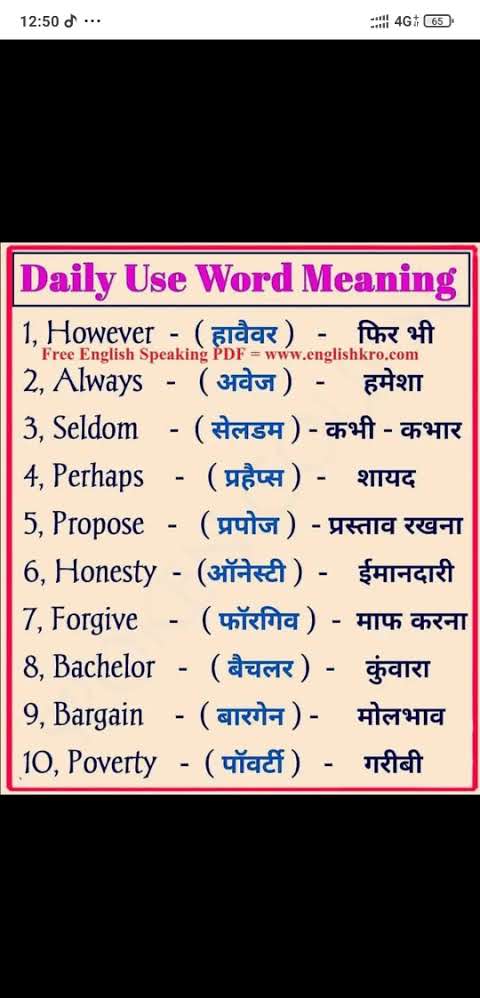 12:50 ... 4G 65
Daily Use Word Meaning
1, However - ( हावैवर ) - फिर भी
Free English Speaking PDF = www.englishkro.com
2, Always - ( अवेज ) - हमेशा
3, Seldom - ( सेलडम ) - कभी - कभार
4, Perhaps - ( प्रहैप्स ) - शायद
5, Propose - ( प्रपोज ) - प्रस्ताव रखना
6, Honesty - (ऑनेस्टी ) - ईमानदारी
7, Forgive - ( फॉरगिव ) - माफ करना
8, Bachelor - ( बैचलर ) - कुंवारा
9, Bargain - ( बारगेन ) - मोलभाव
10, Poverty - ( पॉवर्टी ) - गरीबी